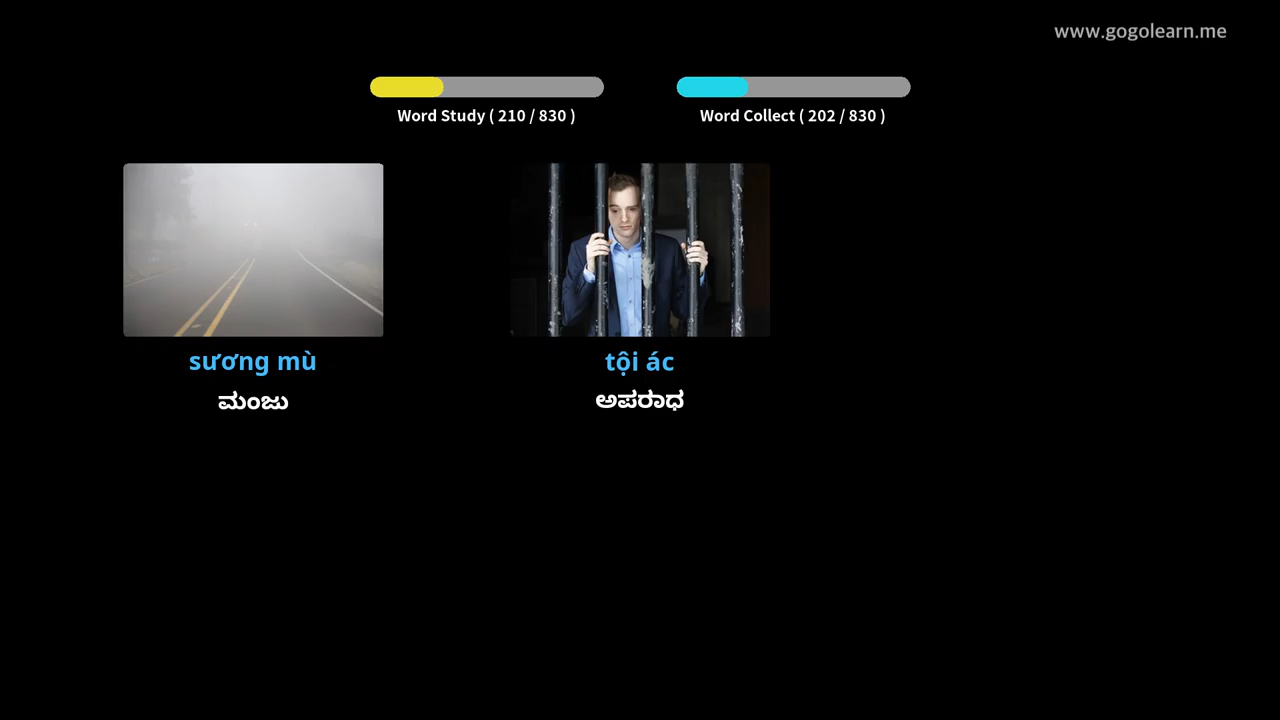 www.gogolearn.me
Word Study ( 210 / 830 )
Word Collect ( 202 / 830 )
sương mù
ಮಂಜು
tội ác
ಅಪರಾಧ